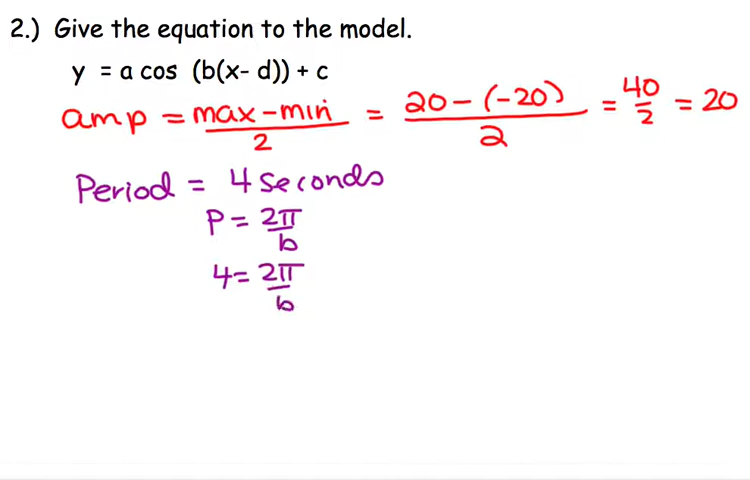 2.) Give the equation to the model.
y = a cos (b(x- d)) + c
amp = max-min/2 = 20-(-20)/2 = 40/2 = 20
Period = 4 seconds
P = 2π/b
4 = 2π/b